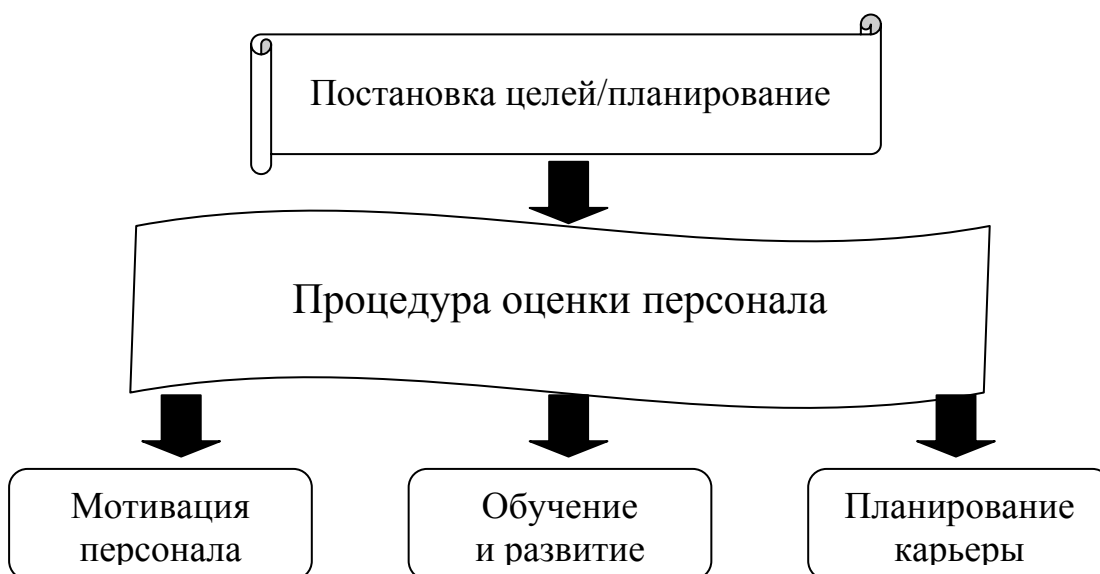 Постановка целей/планирование
Процедура оценки персонала
Мотивация
персонала
Обучение
и развитие
Планирование
карьеры